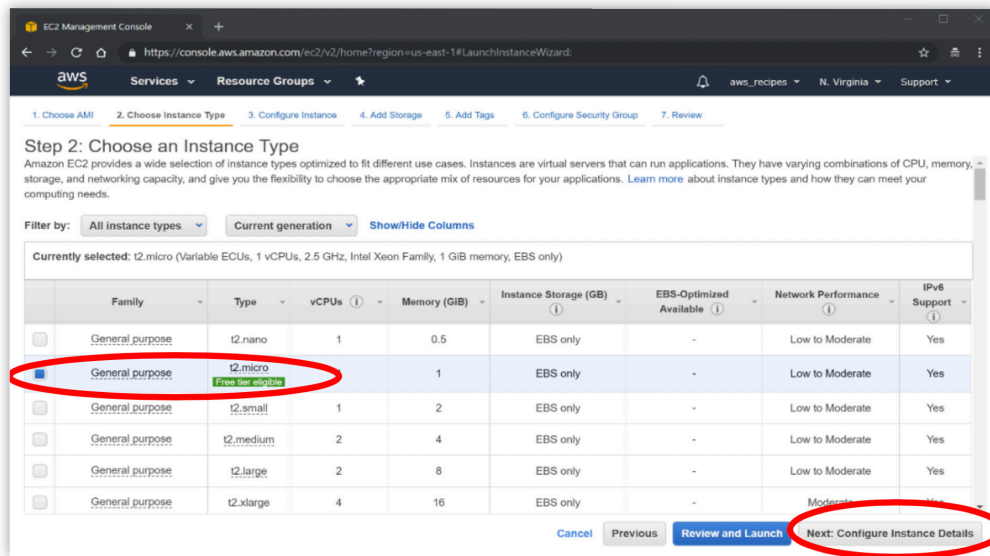 EC2 Management Console
https://console.aws.amazon.com/ec2/v2/home?region=us-east-1#LaunchInstanceWizard:
aws Services Resource Groups aws_recipes N. Virginia Support
1. Choose AMI 2. Choose Instance Type 3. Configure Instance 4. Add Storage 5. Add Tags 6. Configure Security Group 7. Review
Step 2: Choose an Instance Type
Amazon EC2 provides a wide selection of instance types optimized to fit different use cases. Instances are virtual servers that can run applications. They have varying combinations of CPU, memory,
storage, and networking capacity, and give you the flexibility to choose the appropriate mix of resources for your applications. Learn more about instance types and how they can meet your
computing needs.
Filter by: All instance types Current generation Show/Hide Columns
Currently selected: t2.micro (Variable ECUs, 1 vCPUs, 2.5 GHz, Intel Xeon Family, 1 GiB memory, EBS only)
Family Type vCPUs Memory (GiB) Instance Storage (GB) EBS-Optimized Available Network Performance IPv6 Support
General purpose t2.nano 1 0.5 EBS only - Low to Moderate Yes
General purpose t2.micro 1 EBS only - Low to Moderate Yes
Free tier eligible
General purpose t2.small 1 2 EBS only - Low to Moderate Yes
General purpose t2.medium 2 4 EBS only - Low to Moderate Yes
General purpose t2.large 2 8 EBS only - Low to Moderate Yes
General purpose t2.xlarge 4 16 EBS only - Moderate Yes
Cancel Previous Review and Launch Next: Configure Instance Details